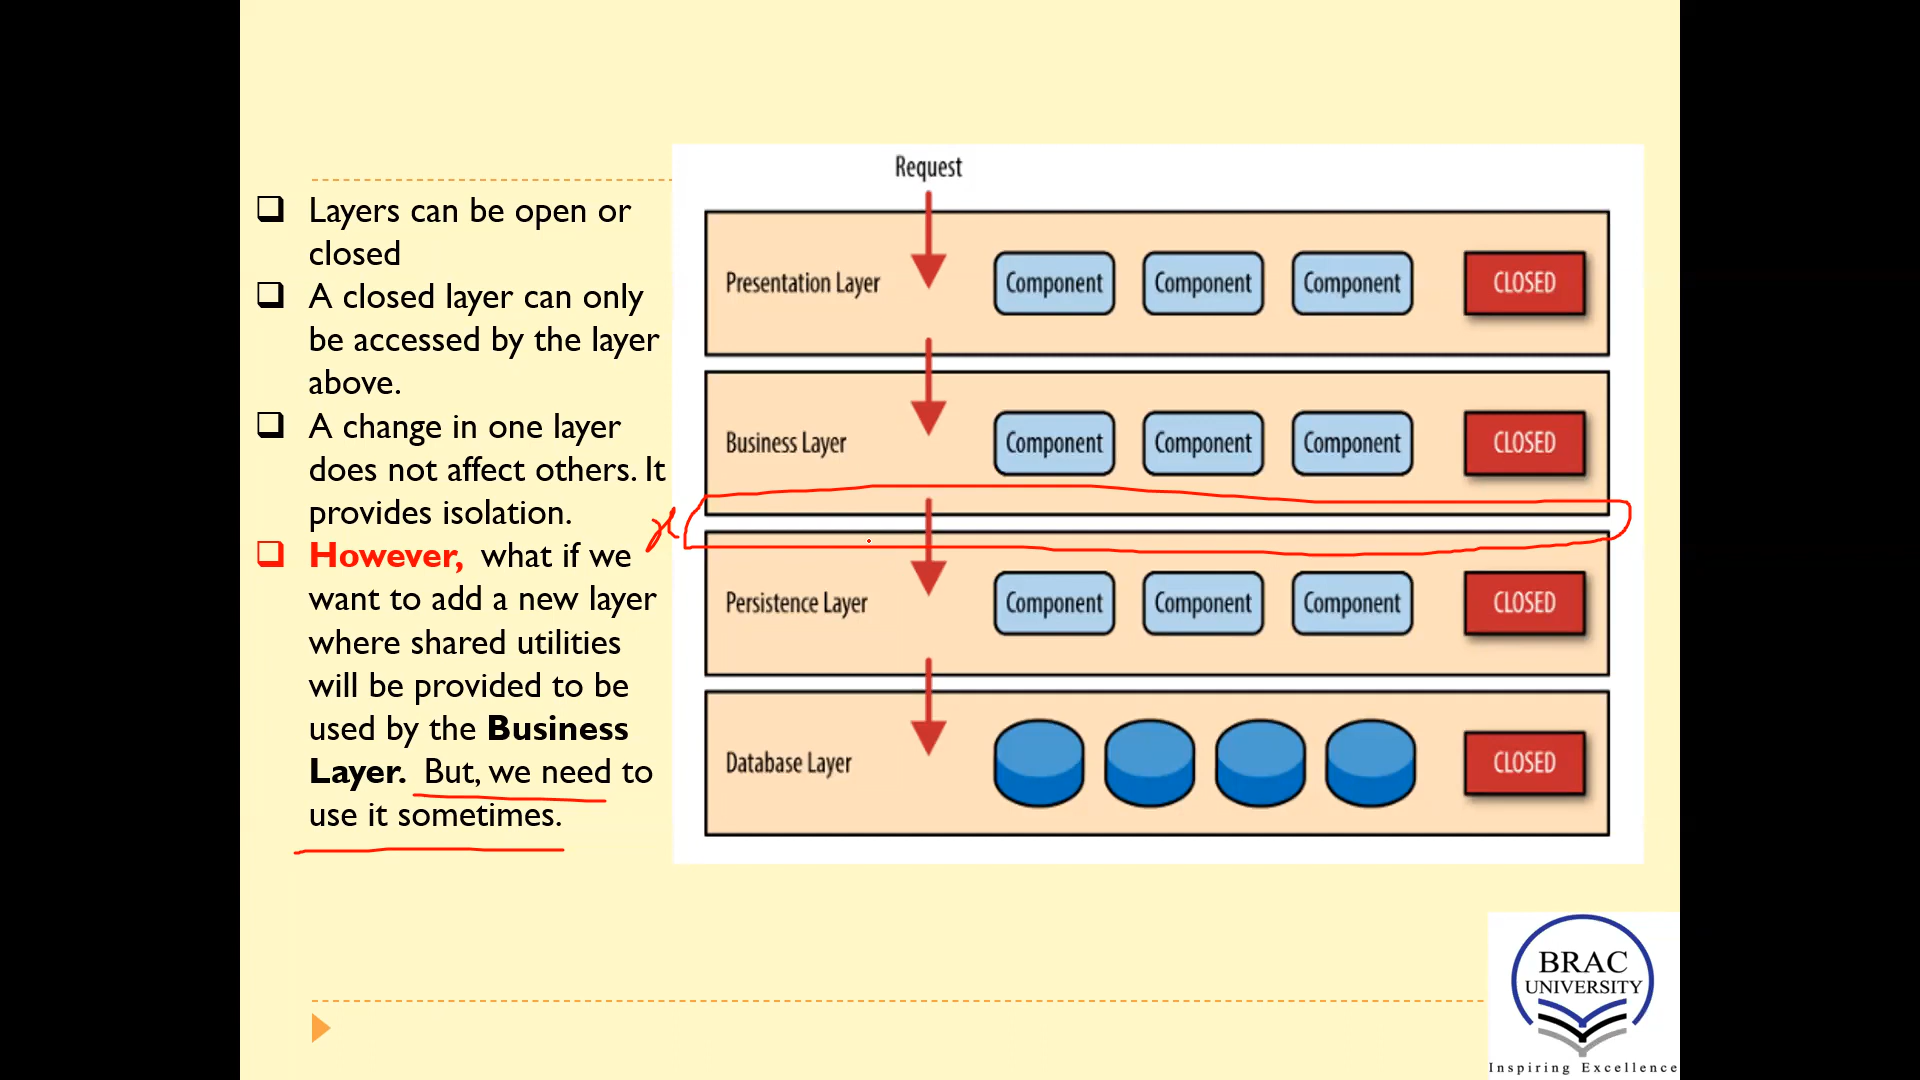 Layers can be open or
closed
A closed layer can only
be accessed by the layer
above.
A change in one layer
does not affect others. It
provides isolation.
However, what if we
want to add a new layer
where shared utilities
will be provided to be
used by the Business
Layer. But, we need to
use it sometimes.
Request
Presentation Layer Component Component Component CLOSED
Business Layer Component Component Component CLOSED
x
Persistence Layer Component Component Component CLOSED
Database Layer CLOSED
BRAC
UNIVERSITY
Inspiring Excellence